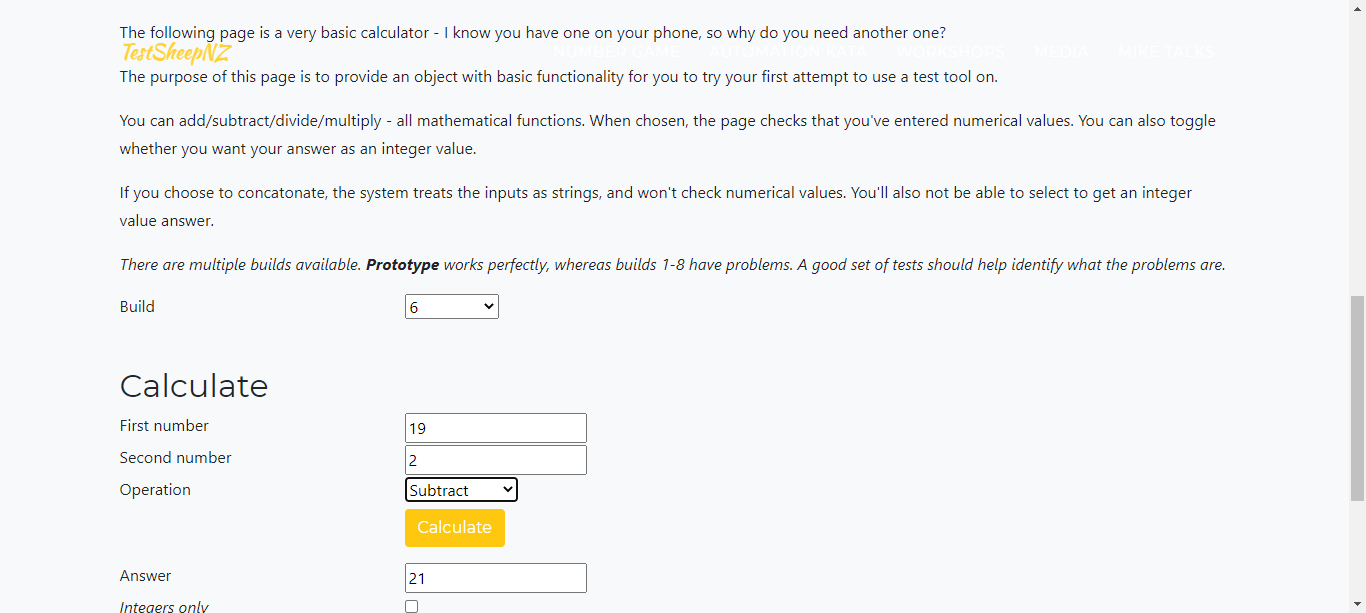 The following page is a very basic calculator - I know you have one on your phone, so why do you need another one?
TestSheepNZ NUMBER GAME AUTOMATION BETA WORKSHOPS MEDIA MIKE TALKS
The purpose of this page is to provide an object with basic functionality for you to try your first attempt to use a test tool on.
You can add/subtract/divide/multiply - all mathematical functions. When chosen, the page checks that you've entered numerical values. You can also toggle
whether you want your answer as an integer value.
If you choose to concatonate, the system treats the inputs as strings, and won't check numerical values. You'll also not be able to select to get an integer
value answer.
There are multiple builds available. Prototype works perfectly, whereas builds 1-8 have problems. A good set of tests should help identify what the problems are.
Build 6
Calculate
First number 19
Second number 2
Operation Subtract
Calculate
Answer 21
Integers only